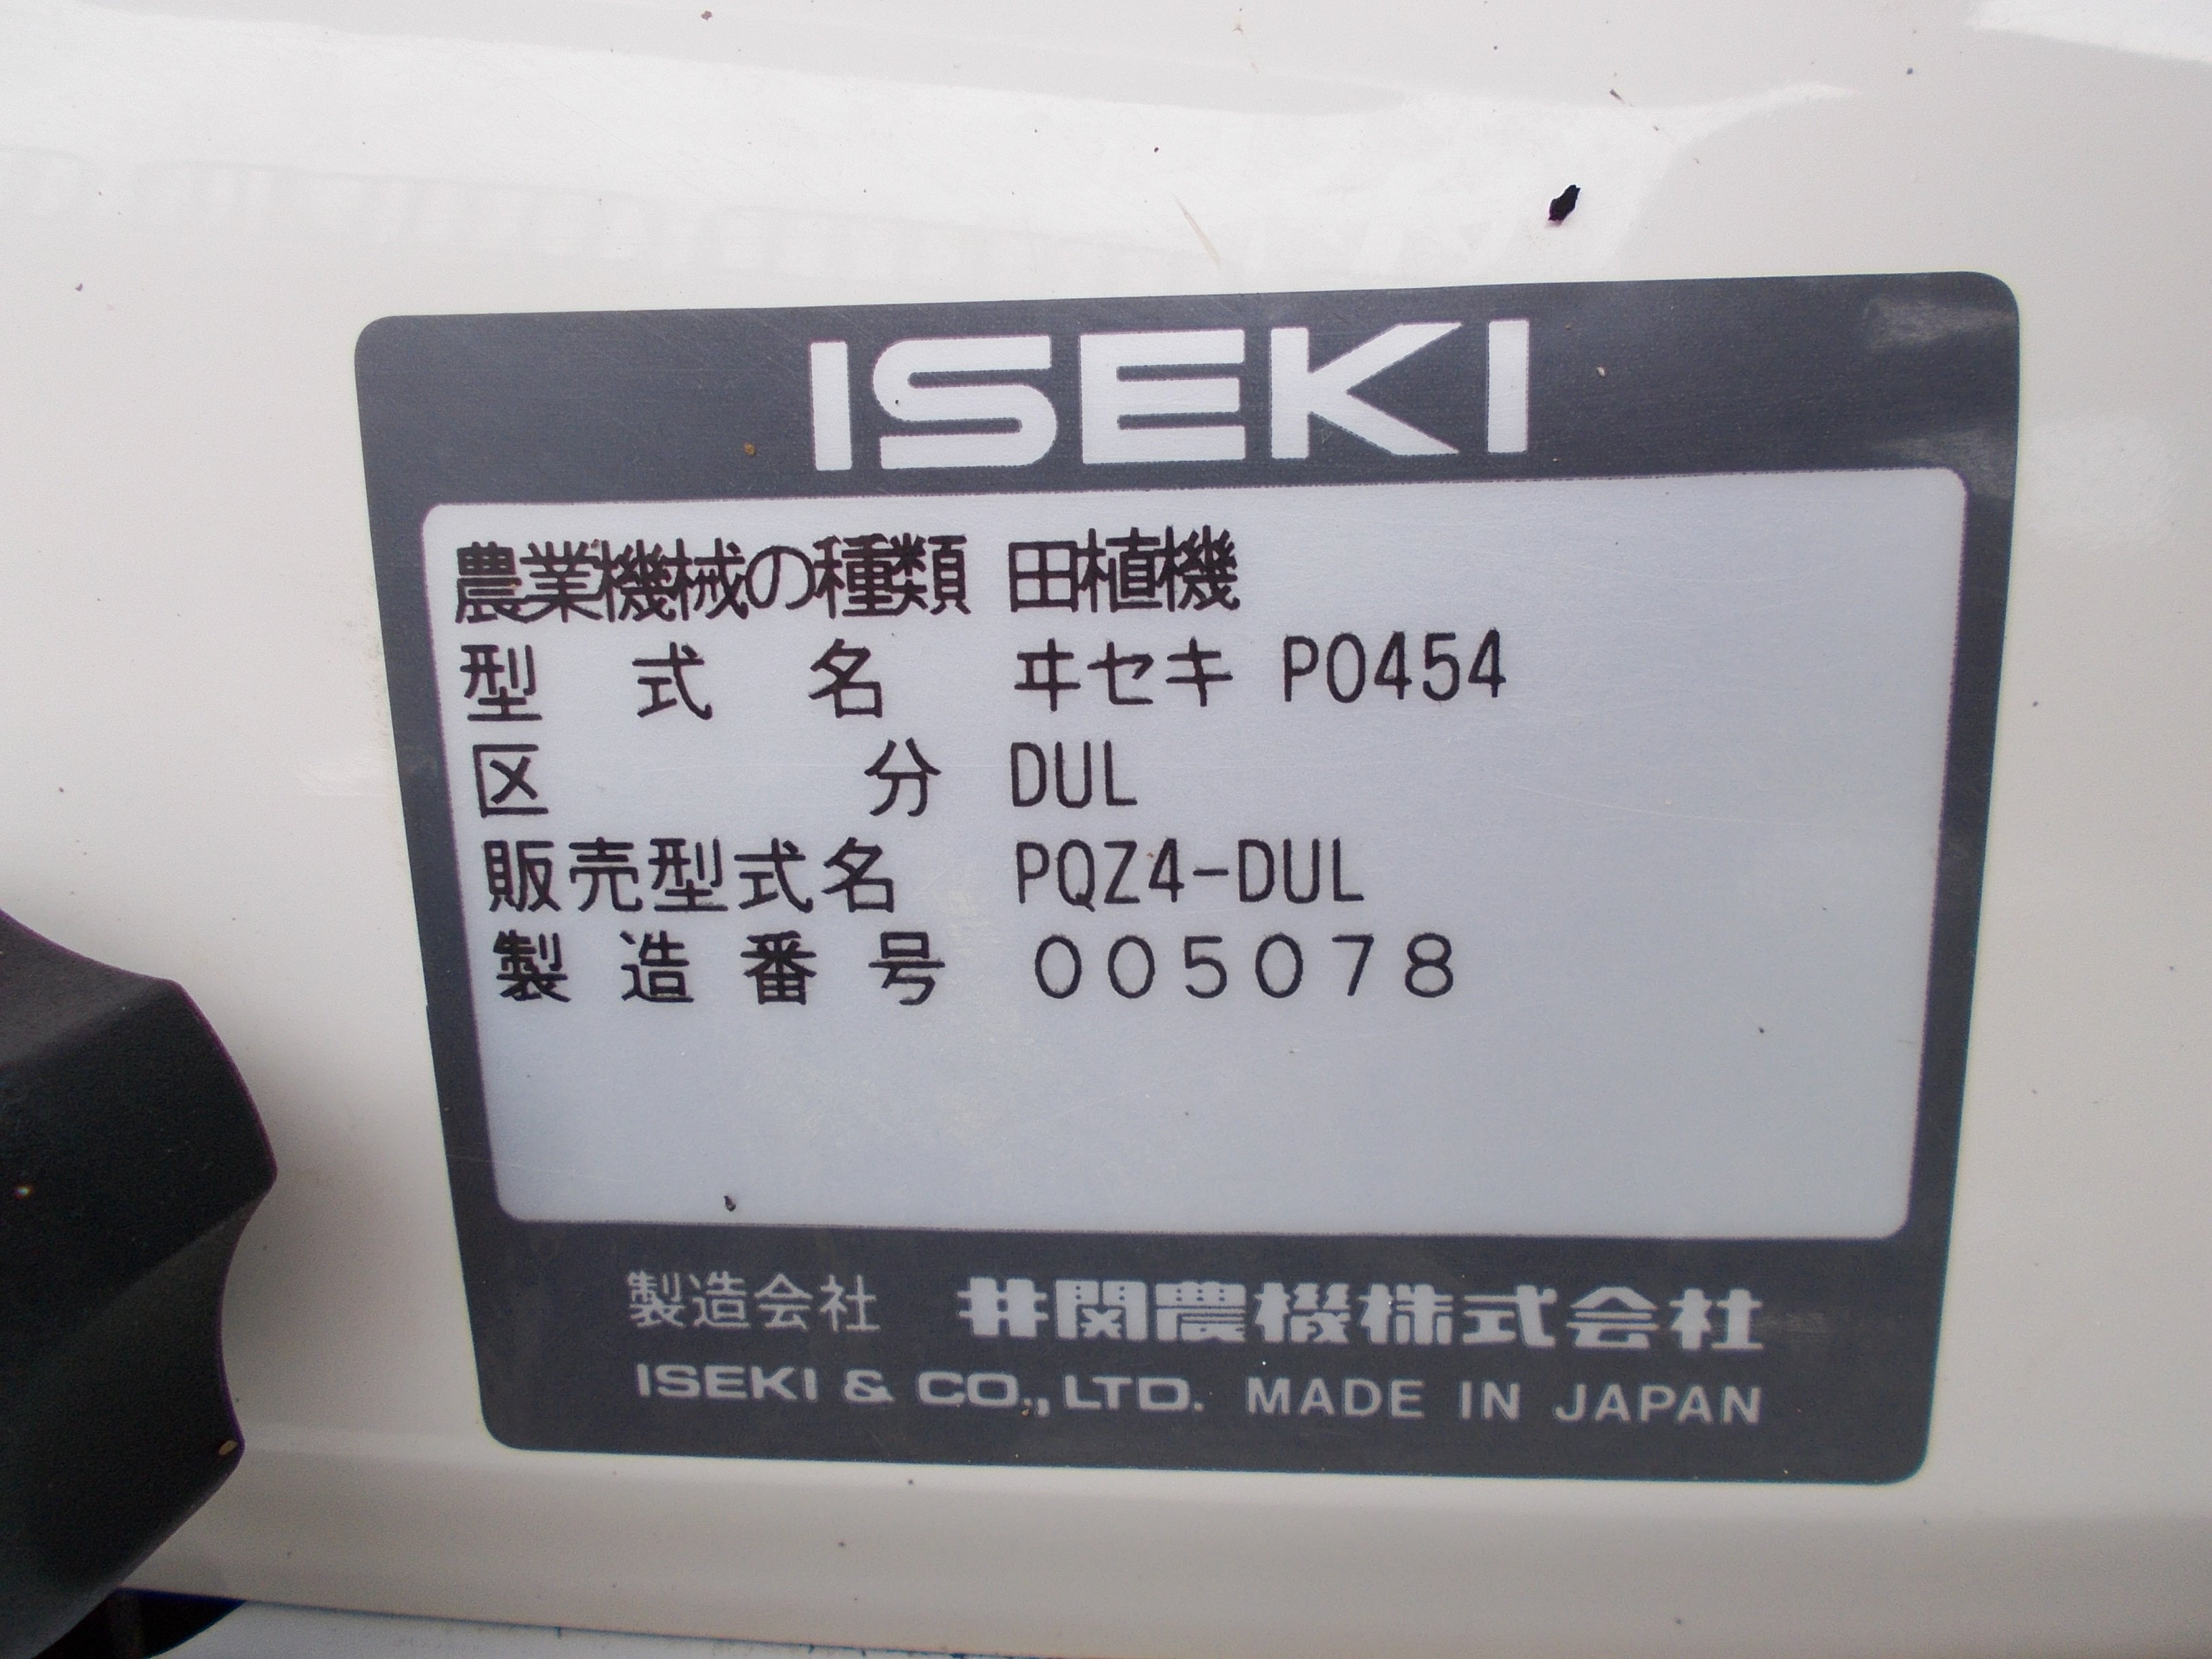 ISEKI
農業機械の種類 田植機
型式名 ヰセキ PO454
区分 DUL
販売型式名 PQZ4-DUL
製造番号 005078
製造会社 井関農機株式会社
ISEKI & CO.,LTD. MADE IN JAPAN